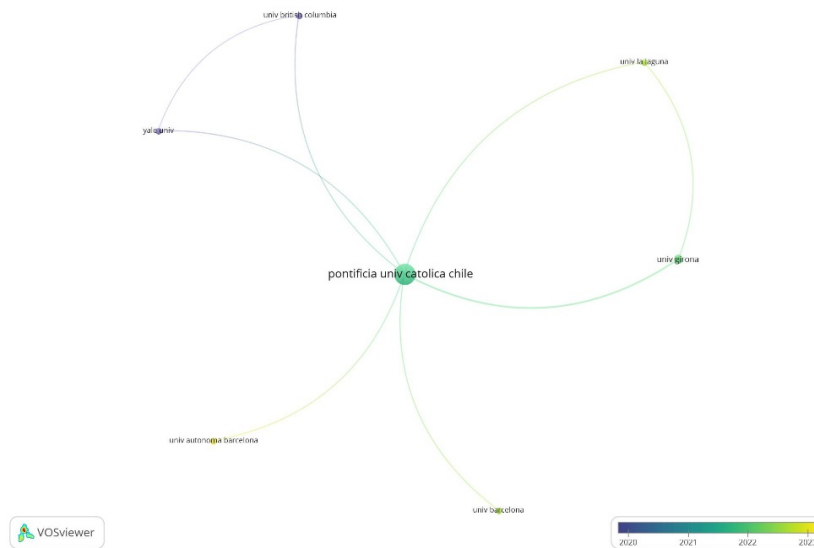 univ british columbia
univ la laguna
yale univ
univ girona
pontificia univ catolica chile
univ autonoma barcelona
univ barcelona
VOSviewer
2020 2021 2022 2023